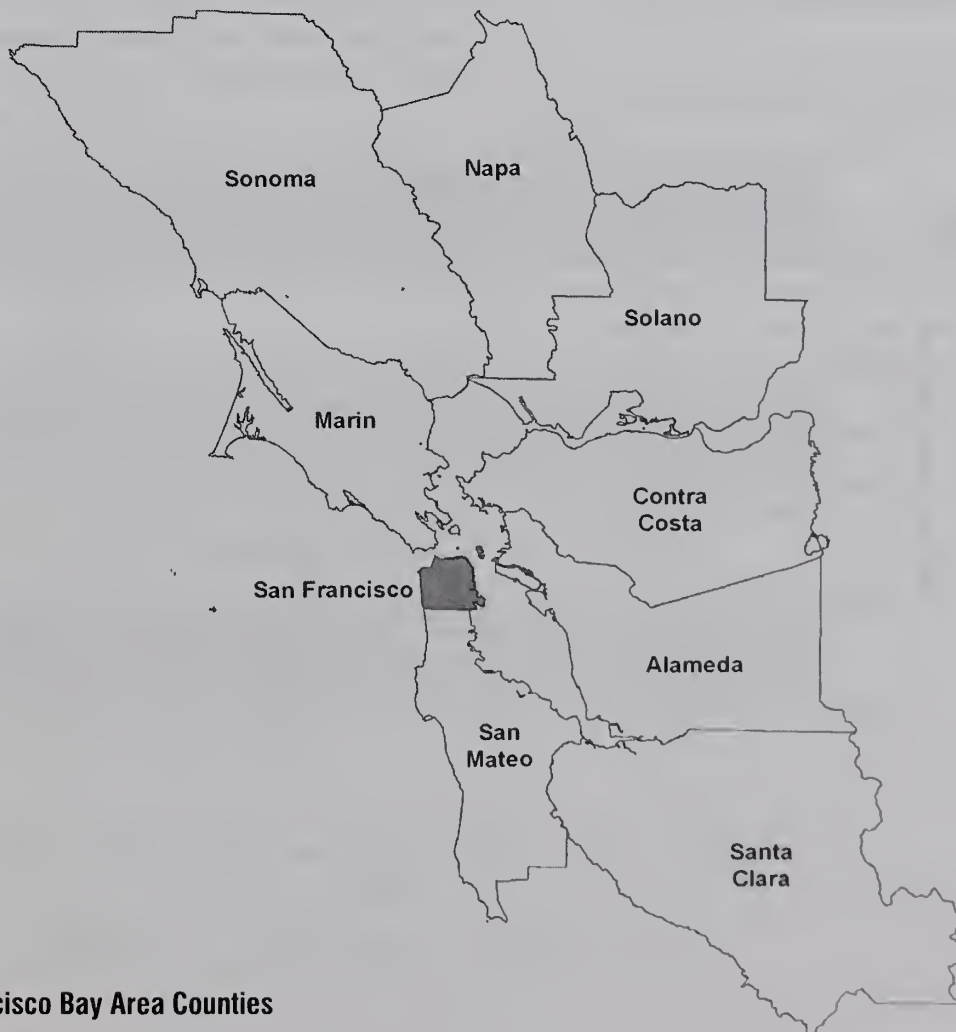 Sonoma
Napa
Solano
Marin
Contra
Costa
San Francisco
Alameda
San
Mateo
Santa
Clara
cisco Bay Area Counties